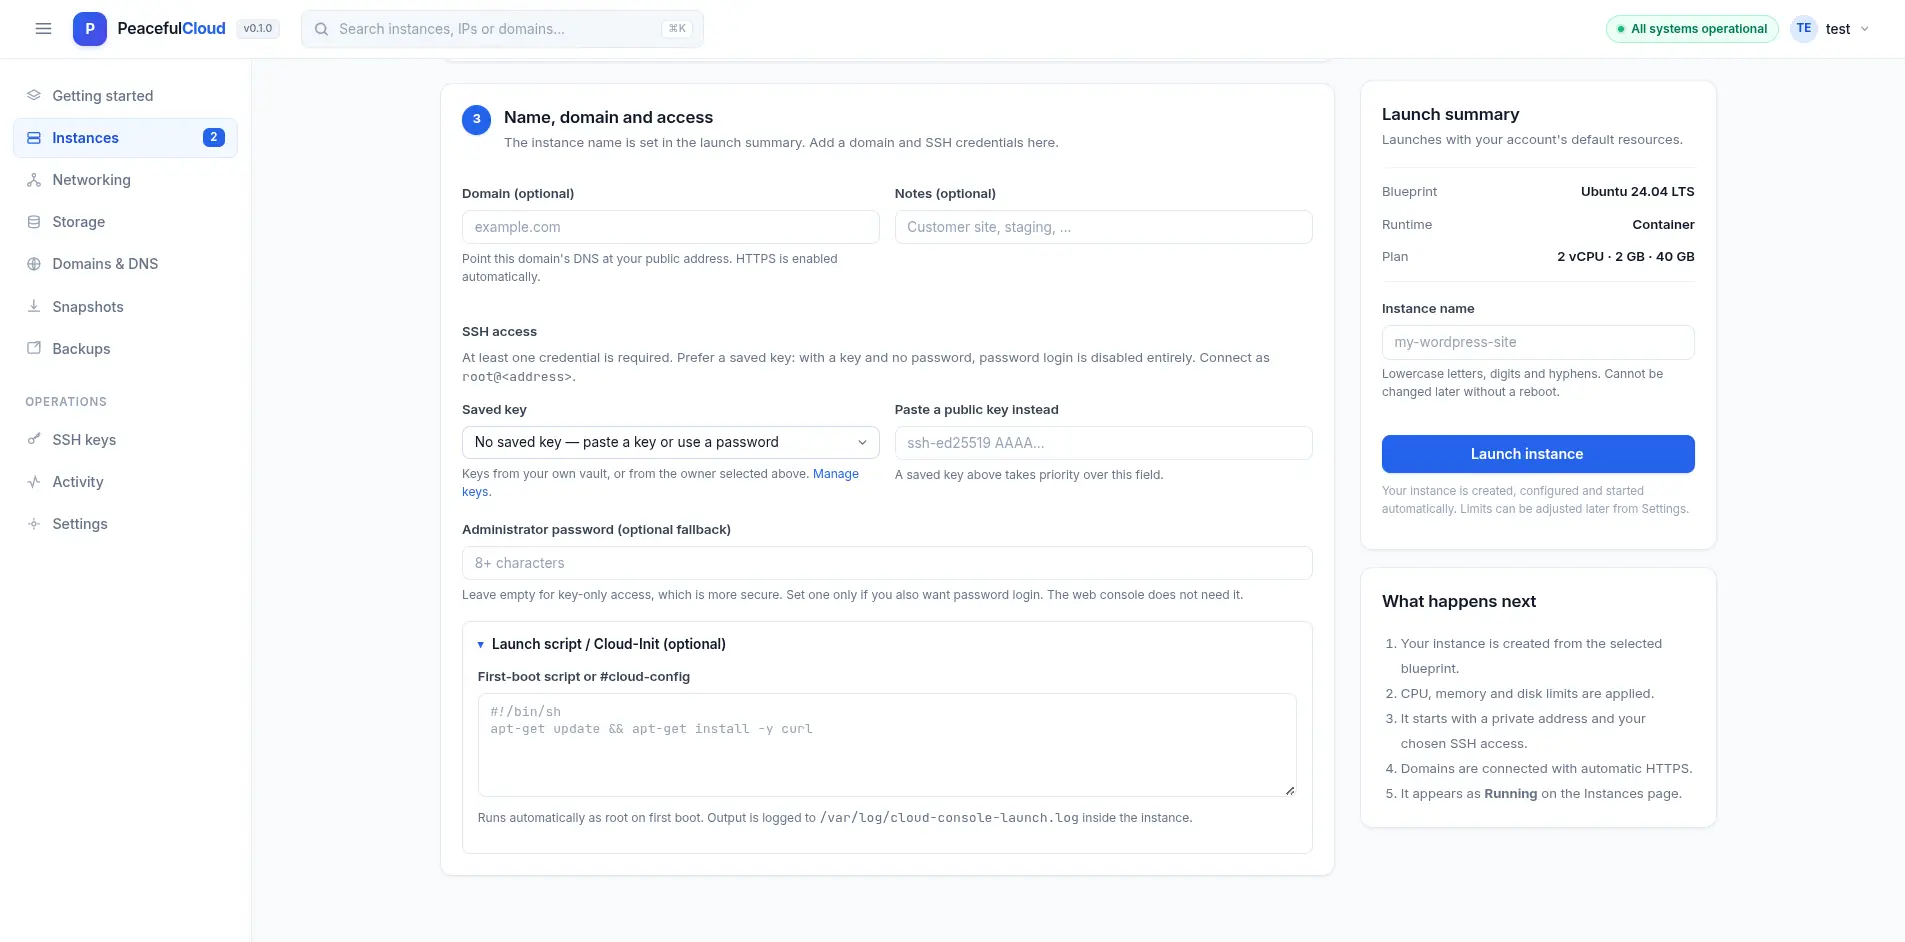 P PeacefulCloud v0.1.0
Search instances, IPs or domains... ⌘K
All systems operational
TE test
Getting started
Instances 2
Networking
Storage
Domains & DNS
Snapshots
Backups
OPERATIONS
SSH keys
Activity
Settings
3 Name, domain and access
The instance name is set in the launch summary. Add a domain and SSH credentials here.
Domain (optional)
example.com
Point this domain's DNS at your public address. HTTPS is enabled
automatically.
Notes (optional)
Customer site, staging, ...
SSH access
At least one credential is required. Prefer a saved key: with a key and no password, password login is disabled entirely. Connect as
root@<address>.
Saved key
No saved key — paste a key or use a password
Keys from your own vault, or from the owner selected above. Manage
keys.
Paste a public key instead
ssh-ed25519 AAAA...
A saved key above takes priority over this field.
Administrator password (optional fallback)
8+ characters
Leave empty for key-only access, which is more secure. Set one only if you also want password login. The web console does not need it.
▾ Launch script / Cloud-Init (optional)
First-boot script or #cloud-config
#!/bin/sh
apt-get update && apt-get install -y curl
Runs automatically as root on first boot. Output is logged to /var/log/cloud-console-launch.log inside the instance.
Launch summary
Launches with your account's default resources.
Blueprint Ubuntu 24.04 LTS
Runtime Container
Plan 2 vCPU · 2 GB · 40 GB
Instance name
my-wordpress-site
Lowercase letters, digits and hyphens. Cannot be
changed later without a reboot.
Launch instance
Your instance is created, configured and started
automatically. Limits can be adjusted later from Settings.
What happens next
1. Your instance is created from the selected
blueprint.
2. CPU, memory and disk limits are applied.
3. It starts with a private address and your
chosen SSH access.
4. Domains are connected with automatic HTTPS.
5. It appears as Running on the Instances page.